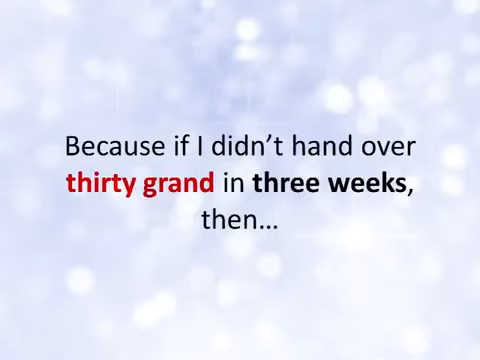 Because if I didn’t hand over
thirty grand in three weeks,
then…